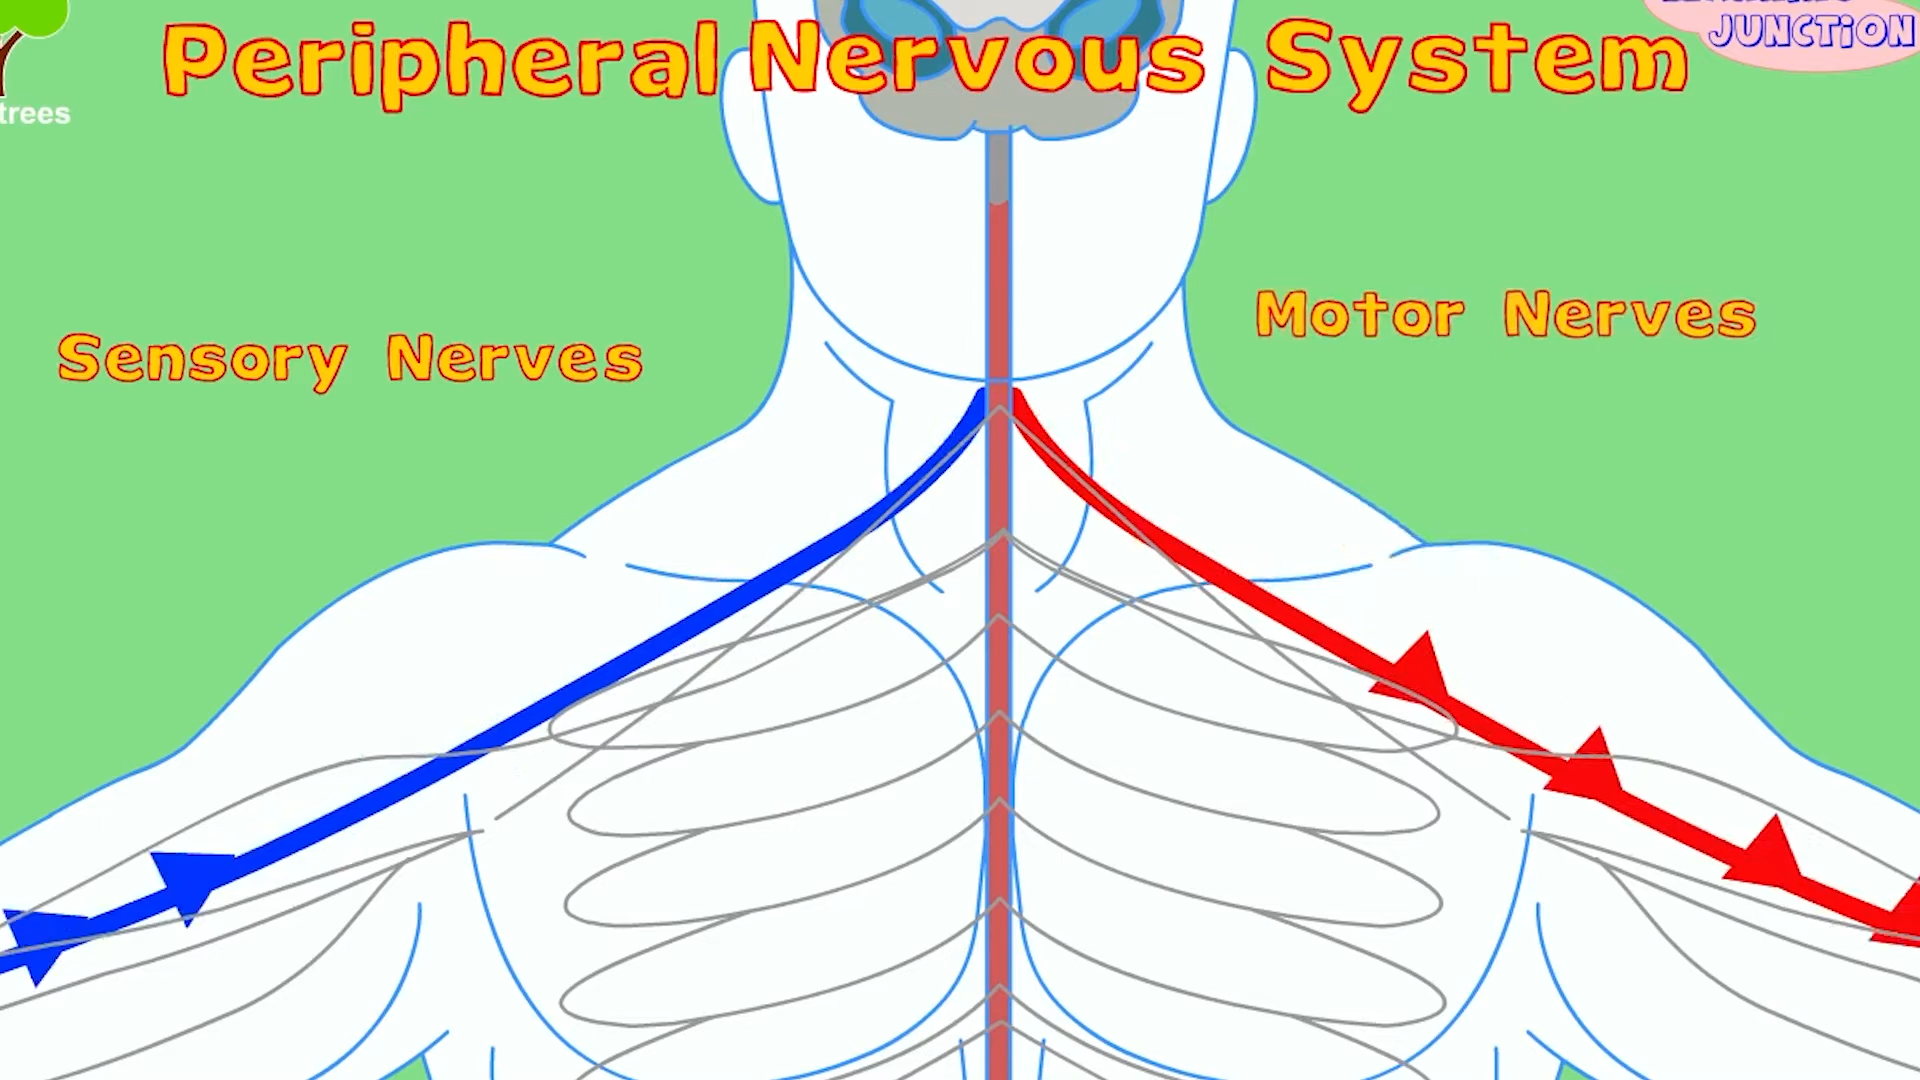 Peripheral Nervous System
JUNCTiON
trees
Motor Nerves
Sensory Nerves